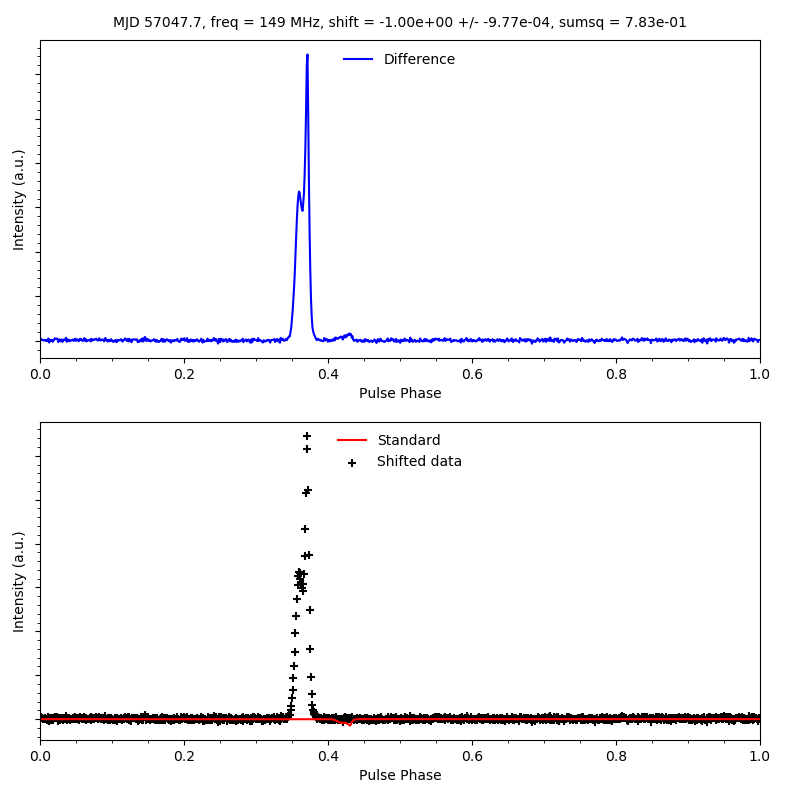 MJD 57047.7, freq = 149 MHz, shift = -1.00e+00 +/- -9.77e-04, sumsq = 7.83e-01
Difference
Intensity (a.u.)
0.0 0.2 0.4 0.6 0.8 1.0
Pulse Phase
Standard
Shifted data
Intensity (a.u.)
0.0 0.2 0.4 0.6 0.8 1.0
Pulse Phase